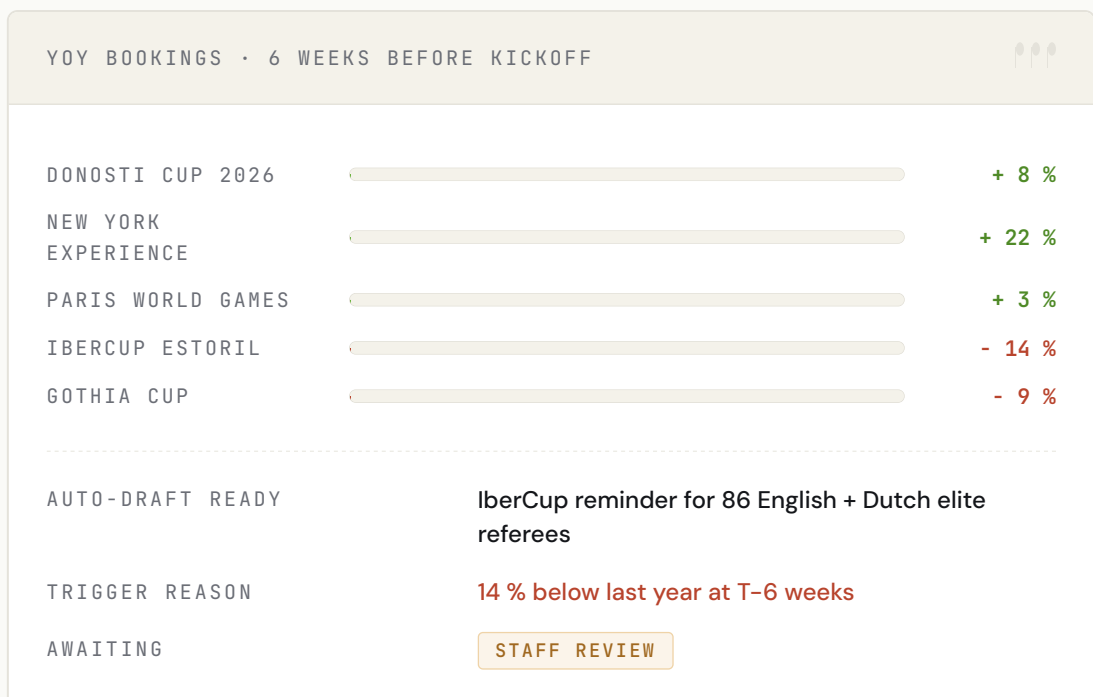 YOY BOOKINGS · 6 WEEKS BEFORE KICKOFF
DONOSTI CUP 2026 + 8 %
NEW YORK
EXPERIENCE + 22 %
PARIS WORLD GAMES + 3 %
IBERCUP ESTORIL - 14 %
GOTHIA CUP - 9 %
AUTO-DRAFT READY IberCup reminder for 86 English + Dutch elite
referees
TRIGGER REASON 14 % below last year at T−6 weeks
AWAITING STAFF REVIEW